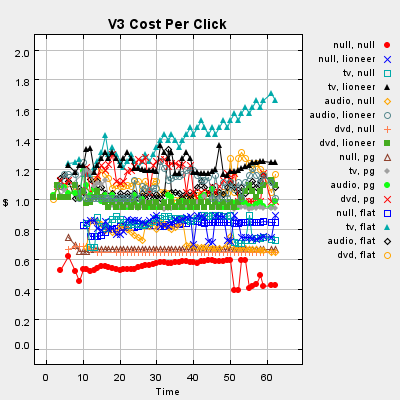 V3 Cost Per Click
2.0
1.8
1.6
1.4
1.2
1.0
0.8
0.6
0.4
0.2
0.0
$
0 10 20 30 40 50 60
Time
null, null
null, lioneer
tv, null
tv, lioneer
audio, null
audio, lioneer
dvd, null
dvd, lioneer
null, pg
tv, pg
audio, pg
dvd, pg
null, flat
tv, flat
audio, flat
dvd, flat